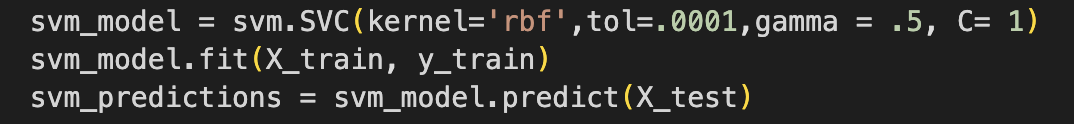 svm_model = svm.SVC(kernel='rbf',tol=.0001,gamma = .5, C= 1)
svm_model.fit(X_train, y_train)
svm_predictions = svm_model.predict(X_test)